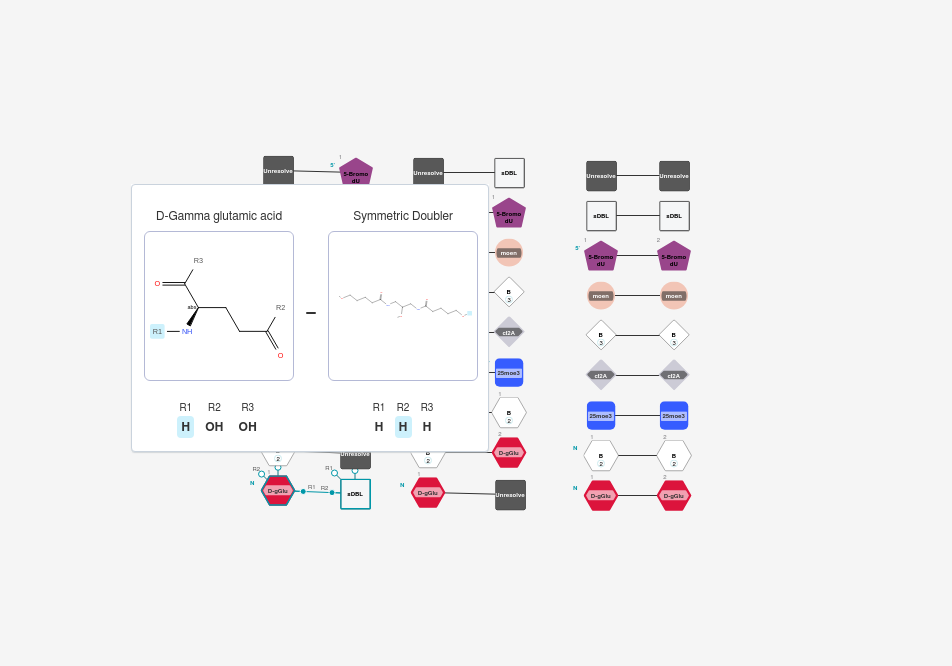 1
5'
Unresolve
5-Bromo
dU
Unresolve
sDBL
Unresolve
Unresolve
D-Gamma glutamic acid
Symmetric Doubler
R3
O
abs
R2
R1
NH
O
R1 R2 R3
H OH OH
R1 R2 R3
H H H
1
5-Bromo
dU
moen
B
3
cl2A
25moe3
1
B
2
2
D-gGlu
sDBL
sDBL
1
2
5'
5-Bromo
dU
5-Bromo
dU
moen
moen
B
3
B
3
cl2A
cl2A
25moe3
25moe3
N
1
2
B
2
B
2
N
1
2
D-gGlu
D-gGlu
2
Unresolve
B
2
R2
1
N
D-gGlu
R1
R2
R1
sDBL
N
1
D-gGlu
Unresolve